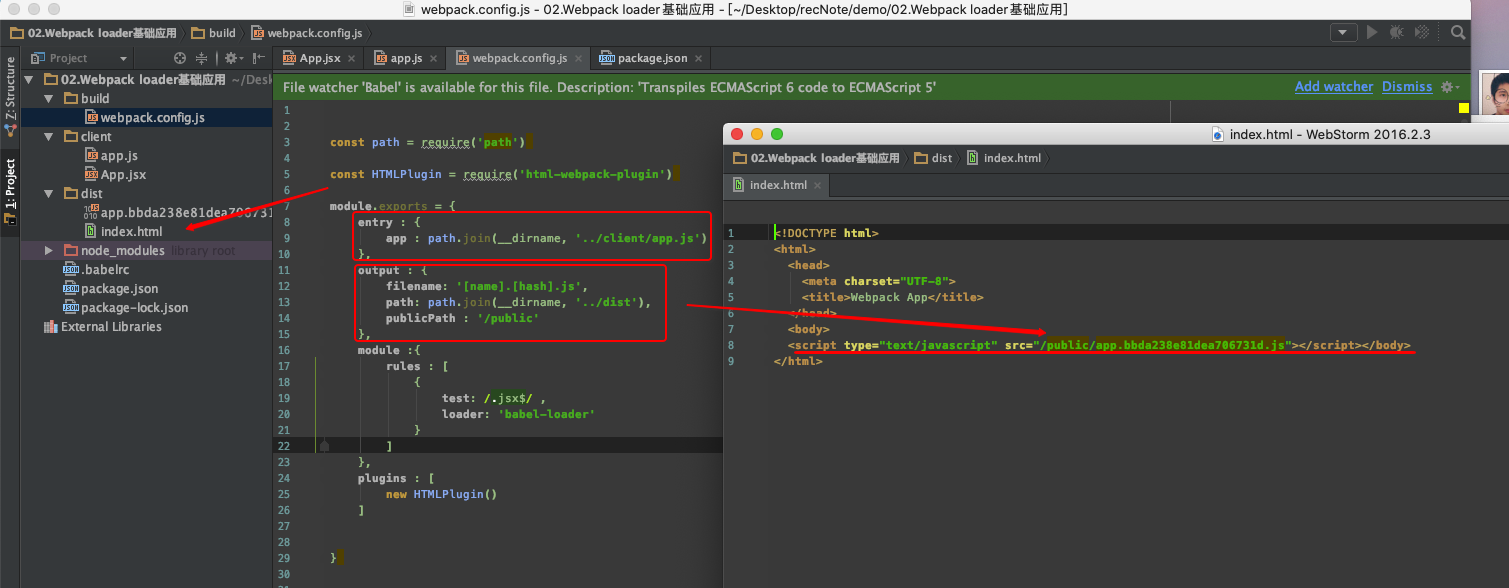 webpack.config.js - 02.Webpack loader基础应用 - [~/Desktop/recNote/demo/02.Webpack loader基础应用]
02.Webpack loader基础应用 build webpack.config.js
Project
App.jsx app.js webpack.config.js package.json
Z: Structure
1: Project
02.Webpack loader基础应用 ~/Desk
build
webpack.config.js
client
app.js
App.jsx
dist
app.bbda238e81dea706731
index.html
node_modules library root
.babelrc
package.json
package-lock.json
External Libraries
File watcher 'Babel' is available for this file. Description: 'Transpiles ECMAScript 6 code to ECMAScript 5'
Add watcher Dismiss
1
2
3 const path = require('path')
4
5 const HTMLPlugin = require('html-webpack-plugin')
6
7 module.exports = {
8 entry : {
9 app : path.join(__dirname, '../client/app.js')
10 },
11 output : {
12 filename: '[name].[hash].js',
13 path: path.join(__dirname, '../dist'),
14 publicPath : '/public'
15 },
16 module :{
17 rules : [
18 {
19 test: /.jsx$/ ,
20 loader: 'babel-loader'
21 }
22 ]
23 },
24 plugins : [
25 new HTMLPlugin()
26 ]
27
28
29 }
30
index.html - WebStorm 2016.2.3
02.Webpack loader基础应用 dist index.html
index.html
1 <!DOCTYPE html>
2 <html>
3 <head>
4 <meta charset="UTF-8">
5 <title>Webpack App</title>
6 </head>
7 <body>
8 <script type="text/javascript" src="/public/app.bbda238e81dea706731d.js"></script></body>
9 </html>